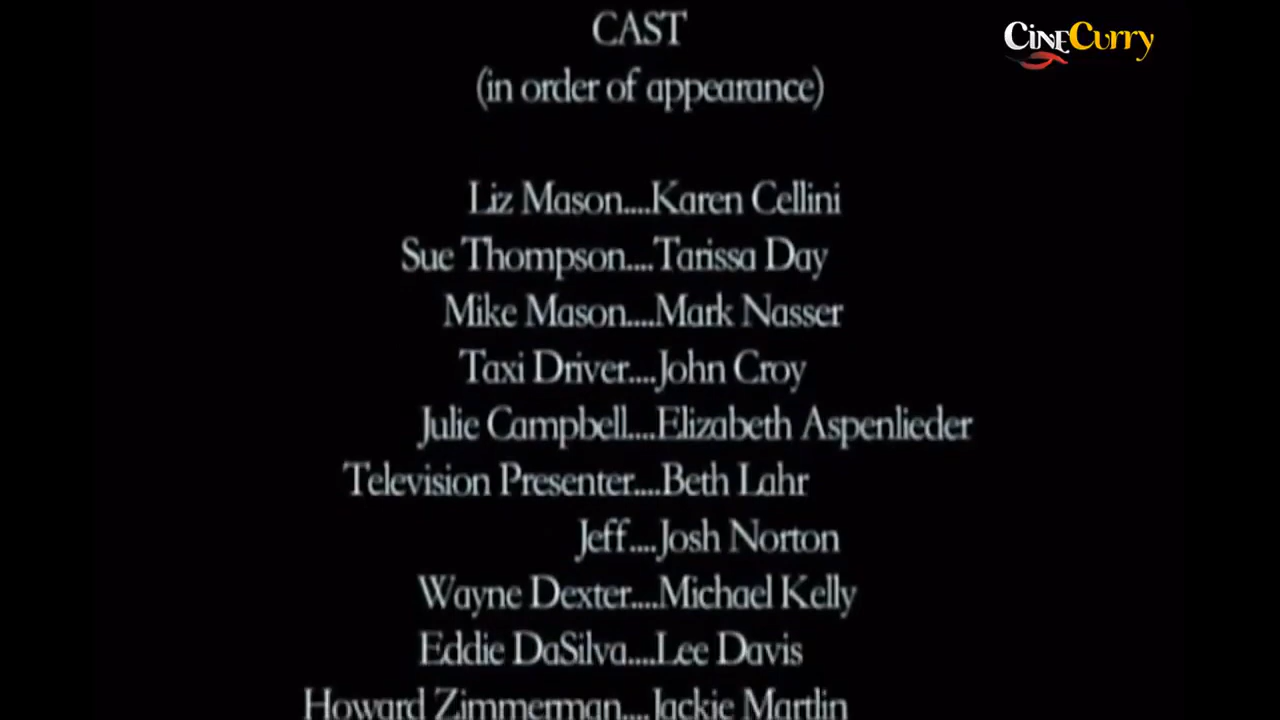 CAST
CineCurry
(in order of appearance)
Liz Mason....Karen Cellini
Sue Thompson....Tarissa Day
Mike Mason....Mark Nasser
Taxi Driver....John Croy
Julie Campbell....Elizabeth Aspenlieder
Television Presenter....Beth Lahr
Jeff....Josh Norton
Wayne Dexter....Michael Kelly
Eddie DaSilva....Lee Davis
Howard Zimmerman....Jackie Martlin